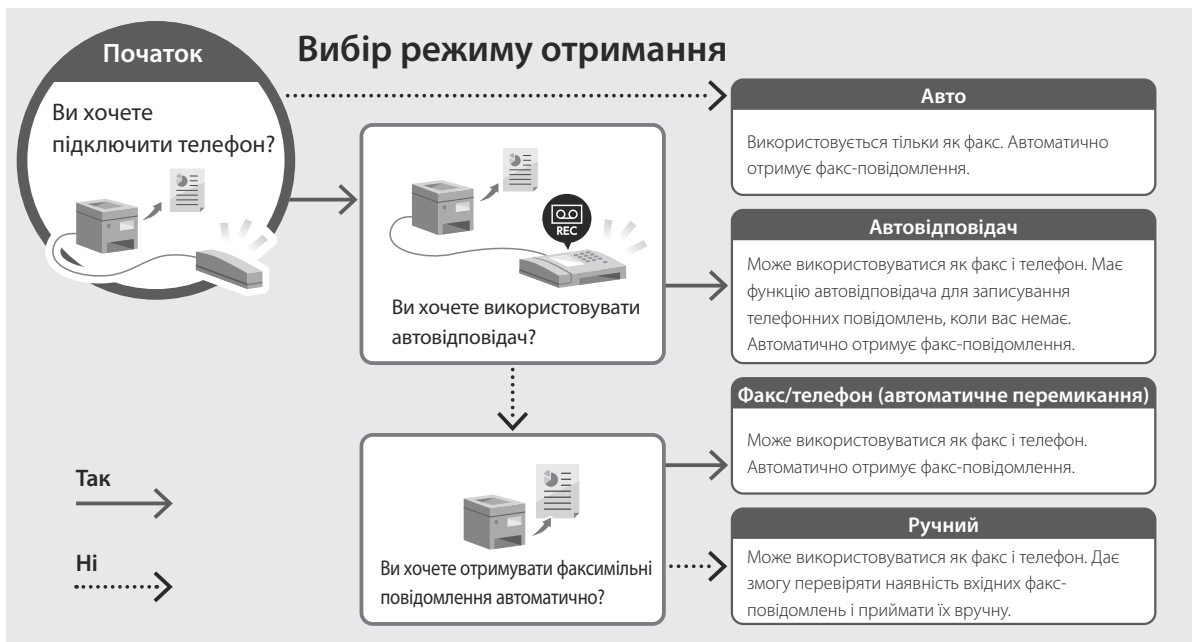 Вибір режиму отримання
Початок
Ви хочете
підключити телефон?
REC
Ви хочете використовувати
автовідповідач?
Ви хочете отримувати факсимільні
повідомлення автоматично?
Авто
Використовується тільки як факс. Автоматично
отримує факс-повідомлення.
Автовідповідач
Може використовуватися як факс і телефон. Має
функцію автовідповідача для записування
телефонних повідомлень, коли вас немає.
Автоматично отримує факс-повідомлення.
Факс/телефон (автоматичне перемикання)
Може використовуватися як факс і телефон.
Автоматично отримує факс-повідомлення.
Ручний
Може використовуватися як факс і телефон. Дає
змогу перевіряти наявність вхідних факс-
повідомлень і приймати їх вручну.
Так
Ні